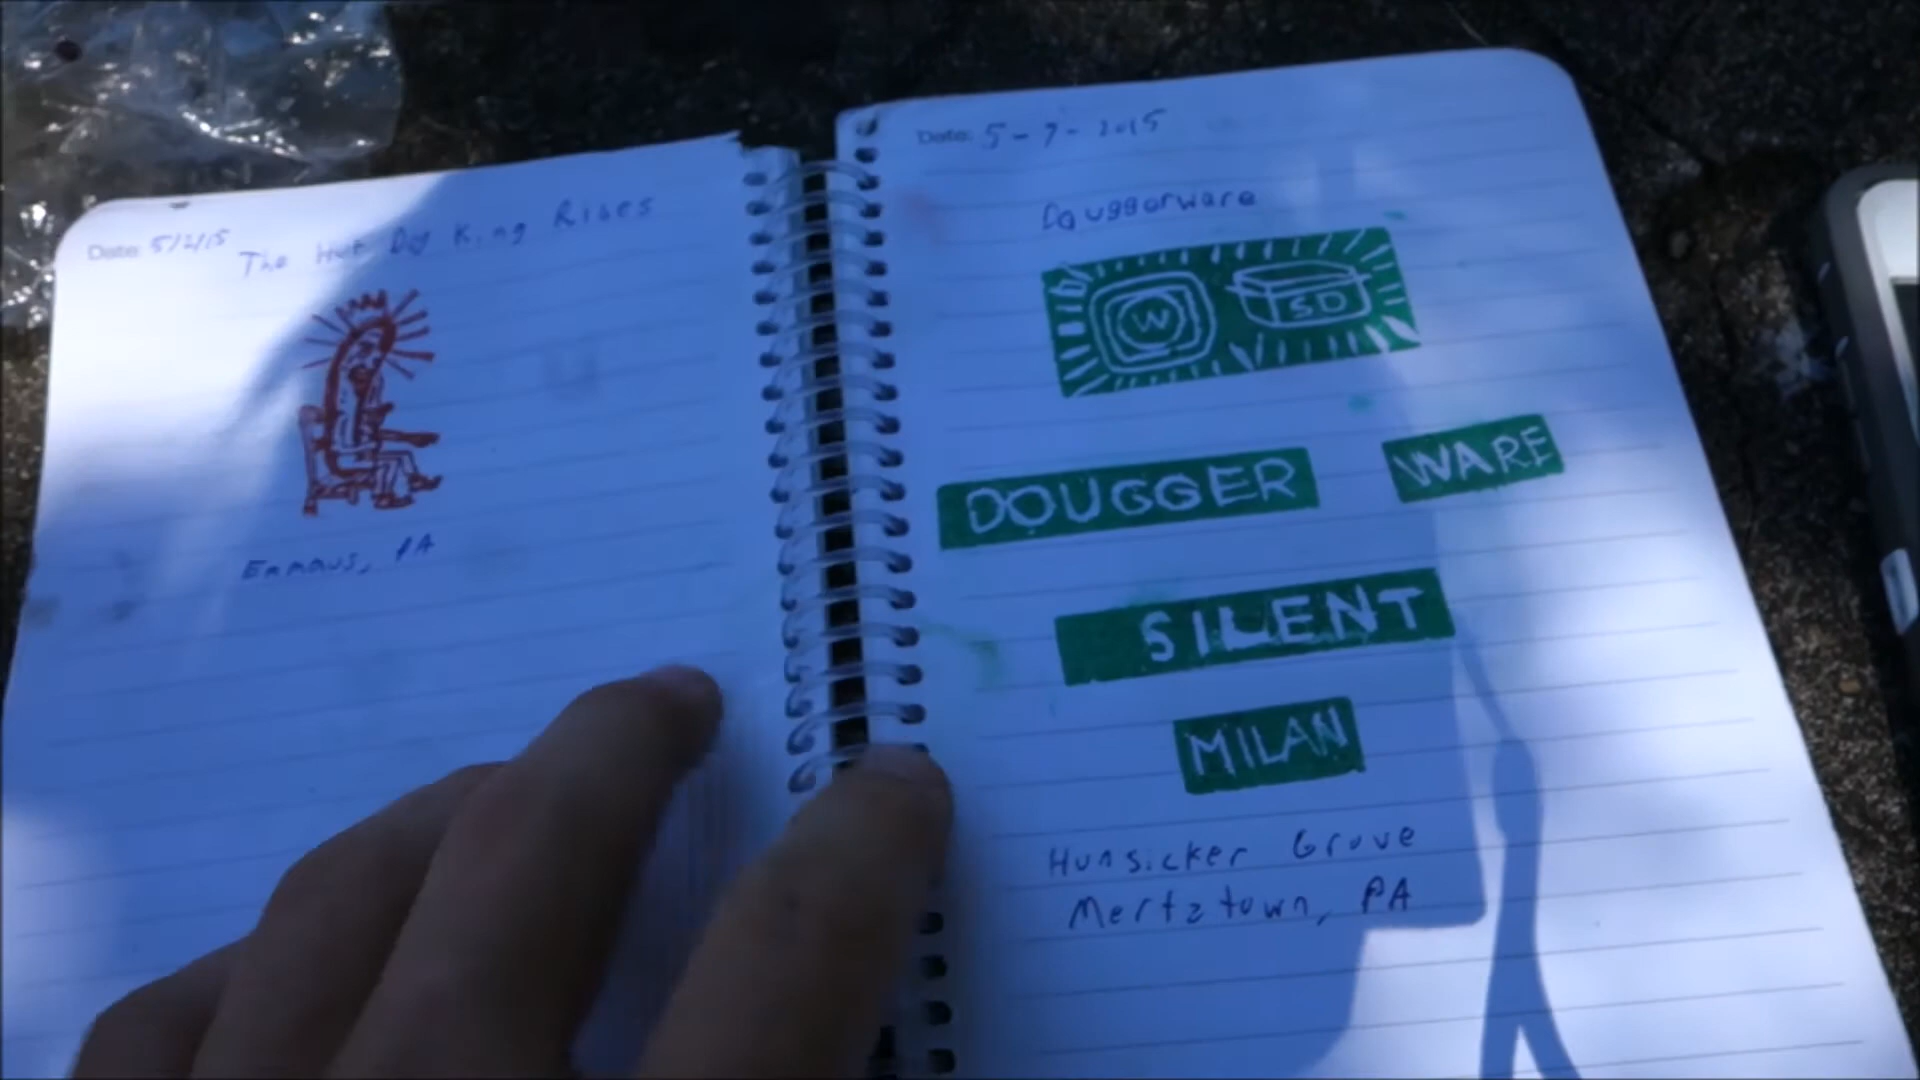 Date: 5/2/15
The Hot Dog King Rises
Emmaus, PA
Date: 5-7-2015
Dauggerware
W
SD
DOUGGER WARE
SILENT
MILAN
Hunsicker Grove
Mertztown, PA